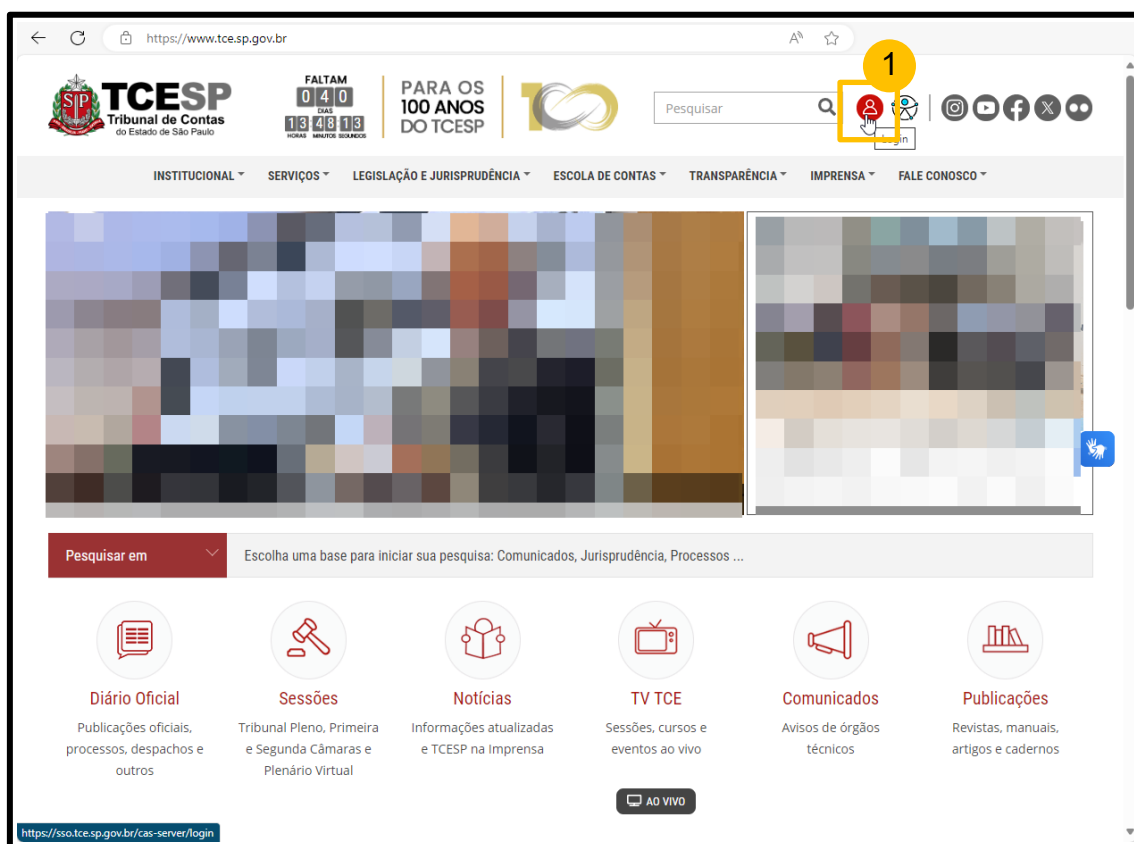 https://www.tce.sp.gov.br
1
SP
TCESP
Tribunal de Contas
do Estado de São Paulo
FALTAM
040
DIAS
13 48 13
HORAS MINUTOS SEGUNDOS
PARA OS
100 ANOS
DO TCESP
100
Pesquisar
Login
INSTITUCIONAL SERVIÇOS LEGISLAÇÃO E JURISPRUDÊNCIA ESCOLA DE CONTAS TRANSPARÊNCIA IMPRENSA FALE CONOSCO
Pesquisar em
Escolha uma base para iniciar sua pesquisa: Comunicados, Jurisprudência, Processos ...
Diário Oficial
Publicações oficiais,
processos, despachos e
outros
Sessões
Tribunal Pleno, Primeira
e Segunda Câmaras e
Plenário Virtual
Notícias
Informações atualizadas
e TCESP na Imprensa
TV TCE
Sessões, cursos e
eventos ao vivo
AO VIVO
Comunicados
Avisos de órgãos
técnicos
Publicações
Revistas, manuais,
artigos e cadernos
https://sso.tce.sp.gov.br/cas-server/login